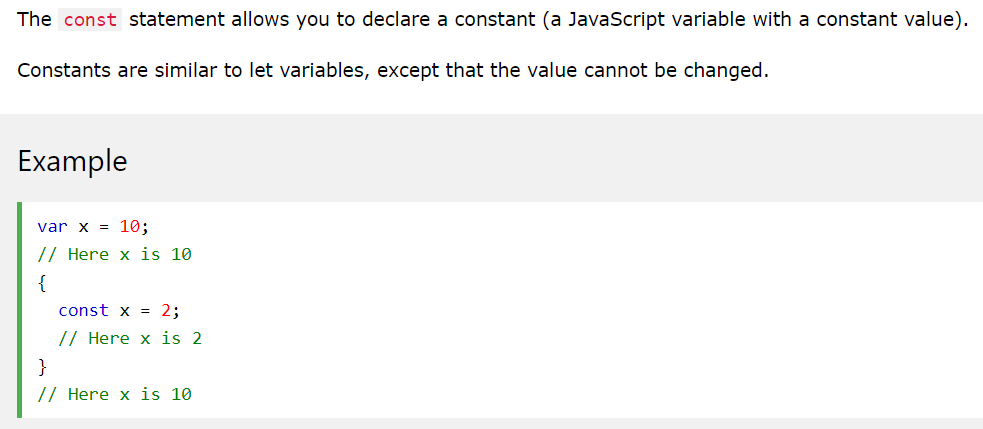 The const statement allows you to declare a constant (a JavaScript variable with a constant value).
Constants are similar to let variables, except that the value cannot be changed.
Example
var x = 10;
// Here x is 10
{
  const x = 2;
  // Here x is 2
}
// Here x is 10